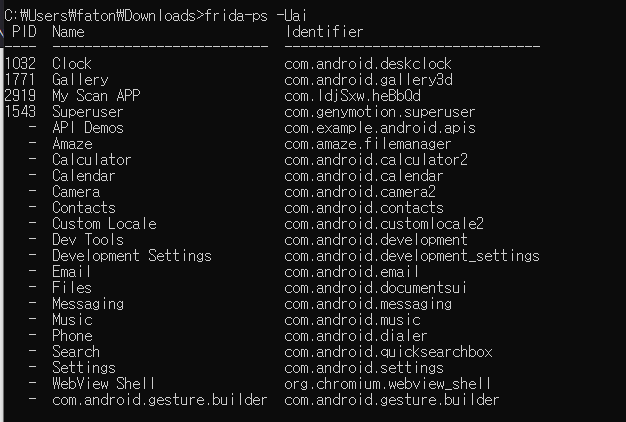 C:₩Users₩faton₩Downloads>frida-ps -Uai
PID Name Identifier
---- ------------------------- ---------------------------------
1032 Clock com.android.deskclock
1771 Gallery com.android.gallery3d
2919 My Scan APP com.ldjSxw.heBbQd
1543 Superuser com.genymotion.superuser
- API Demos com.example.android.apis
- Amaze com.amaze.filemanager
- Calculator com.android.calculator2
- Calendar com.android.calendar
- Camera com.android.camera2
- Contacts com.android.contacts
- Custom Locale com.android.customlocale2
- Dev Tools com.android.development
- Development Settings com.android.development_settings
- Email com.android.email
- Files com.android.documentsui
- Messaging com.android.messaging
- Music com.android.music
- Phone com.android.dialer
- Search com.android.quicksearchbox
- Settings com.android.settings
- WebView Shell org.chromium.webview_shell
- com.android.gesture.builder com.android.gesture.builder